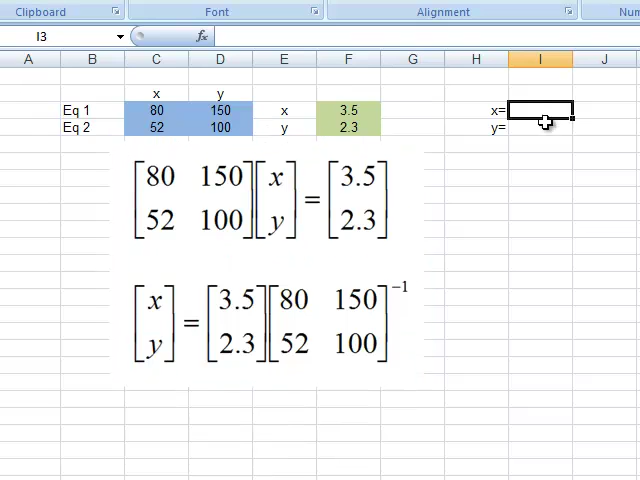 Clipboard Font Alignment Num
I3 fx
A B C D E F G H I J
x y
Eq 1 80 150 x 3.5 x=
Eq 2 52 100 y 2.3 y=
[80 150] [x] = [3.5]
[52 100] [y] [2.3]
[x] = [3.5] [80 150]⁻¹
[y] [2.3] [52 100]